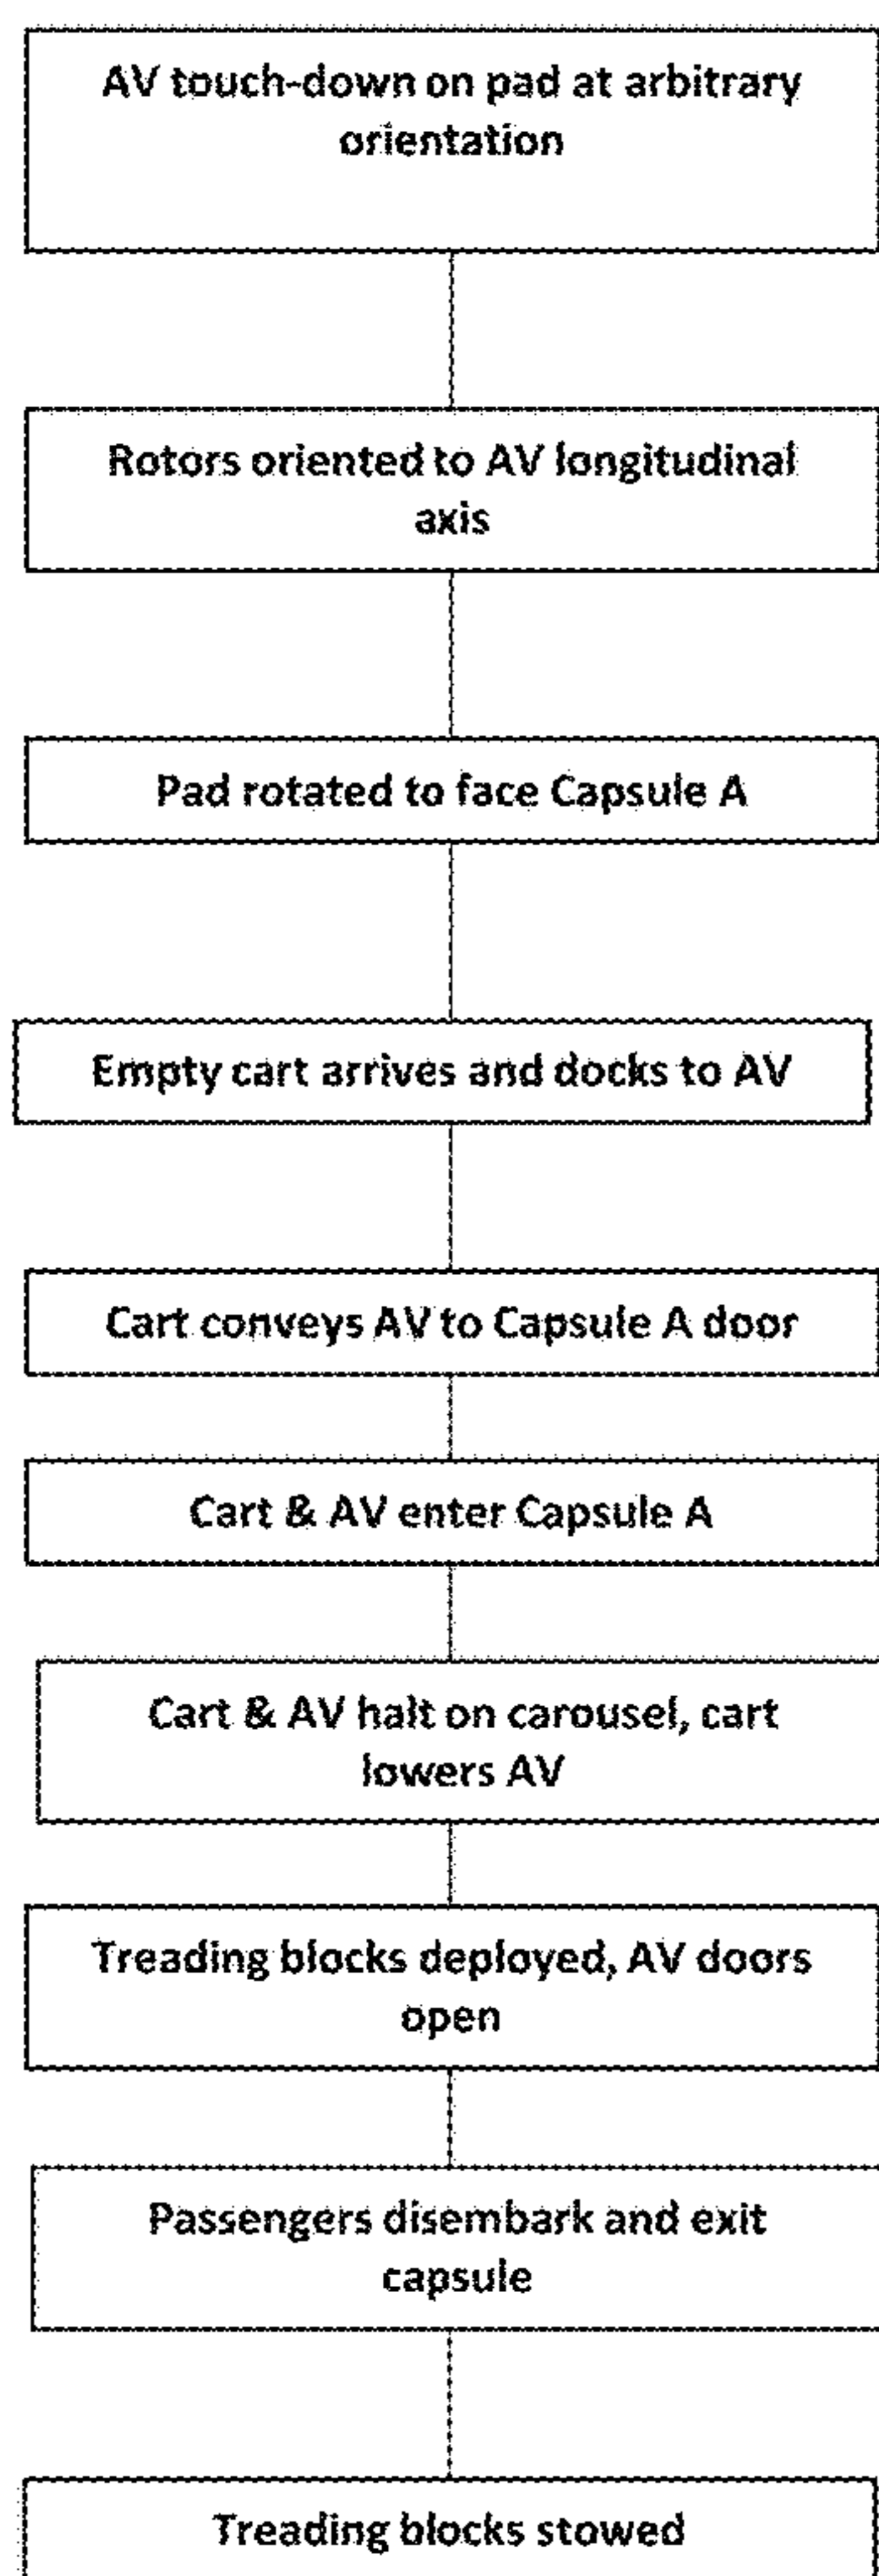 AV touch-down on pad at arbitrary
orientation
Rotors oriented to AV longitudinal
axis
Pad rotated to face Capsule A
Empty cart arrives and docks to AV
Cart conveys AV to Capsule A door
Cart & AV enter Capsule A
Cart & AV halt on carousel, cart
lowers AV
Treading blocks deployed, AV doors
open
Passengers disembark and exit
capsule
Treading blocks stowed